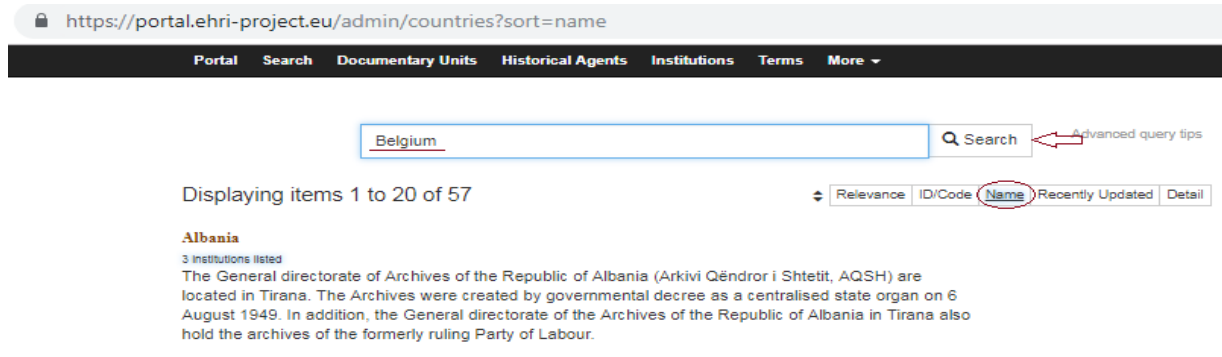 https://portal.ehri-project.eu/admin/countries?sort=name
Portal Search Documentary Units Historical Agents Institutions Terms More
Belgium Search Advanced query tips
Displaying items 1 to 20 of 57 Relevance ID/Code Name Recently Updated Detail
Albania
3 institutions listed
The General directorate of Archives of the Republic of Albania (Arkivi Qëndror i Shtetit, AQSH) are
located in Tirana. The Archives were created by governmental decree as a centralised state organ on 6
August 1949. In addition, the General directorate of the Archives of the Republic of Albania in Tirana also
hold the archives of the formerly ruling Party of Labour.